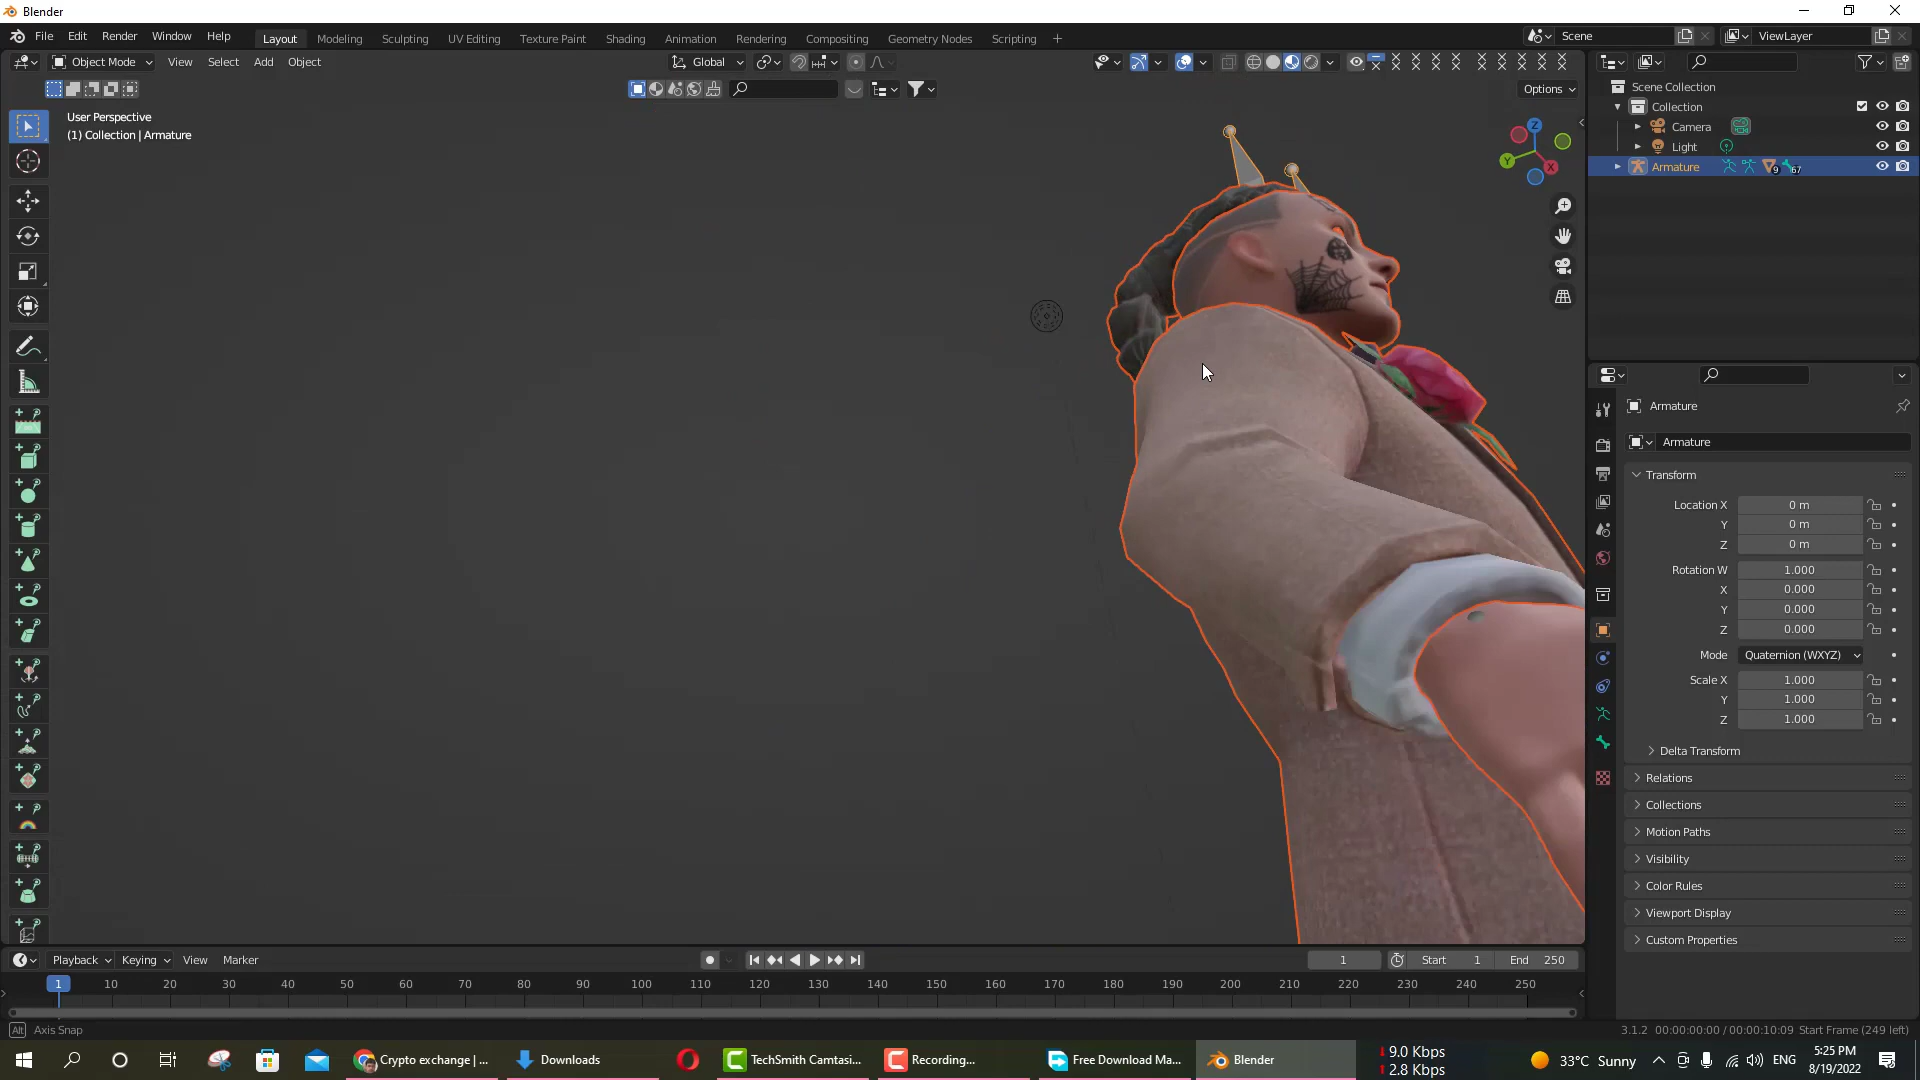 Blender
File Edit Render Window Help
Layout Modeling Sculpting UV Editing Texture Paint Shading Animation Rendering Compositing Geometry Nodes Scripting +
Scene
ViewLayer
Object Mode View Select Add Object
Global
Options
User Perspective
(1) Collection | Armature
Z
Y
X
Scene Collection
Collection
Camera
Light
Armature
9
67
Armature
Armature
Transform
Location X 0 m
Y 0 m
Z 0 m
Rotation W 1.000
X 0.000
Y 0.000
Z 0.000
Mode Quaternion (WXYZ)
Scale X 1.000
Y 1.000
Z 1.000
Delta Transform
Relations
Collections
Motion Paths
Visibility
Color Rules
Viewport Display
Custom Properties
Playback Keying View Marker
1 Start 1 End 250
1 10 20 30 40 50 60 70 80 90 100 110 120 130 140 150 160 170 180 190 200 210 220 230 240 250
Alt Axis Snap
3.1.2 00:00:00:00 / 00:00:10:09 Start Frame (249 left)
Crypto exchange | ...
Downloads
TechSmith Camtasi...
Recording...
Free Download Ma...
Blender
9.0 Kbps
2.8 Kbps
33°C Sunny
ENG
5:25 PM
8/19/2022